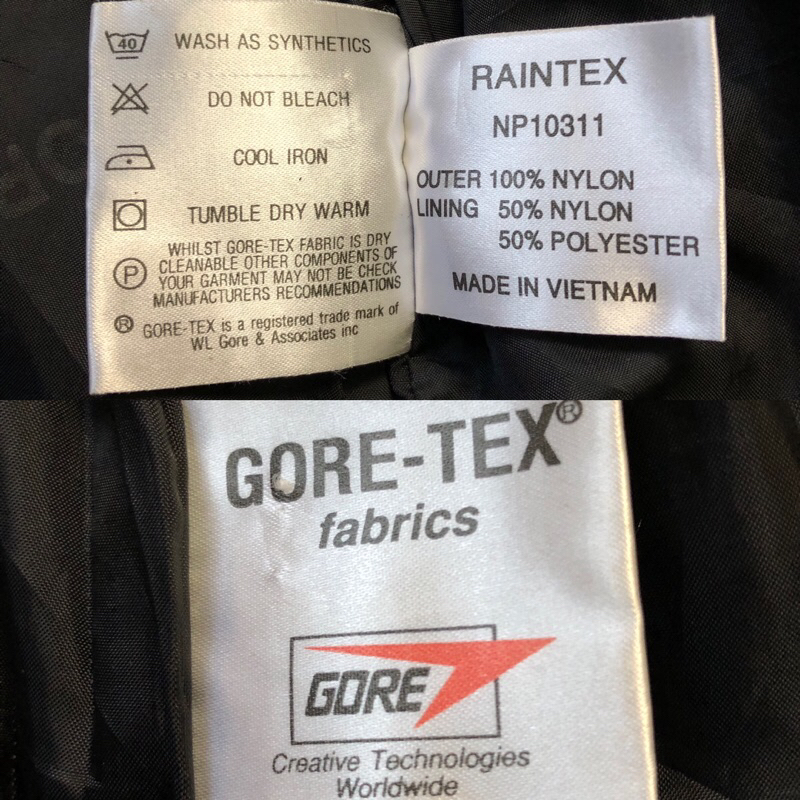 40 WASH AS SYNTHETICS
DO NOT BLEACH
COOL IRON
TUMBLE DRY WARM
P WHILST GORE-TEX FABRIC IS DRY
CLEANABLE OTHER COMPONENTS OF
YOUR GARMENT MAY NOT BE CHECK
MANUFACTURERS RECOMMENDATIONS
® GORE-TEX is a registered trade mark of
WL Gore & Associates inc
RAINTEX
NP10311
OUTER 100% NYLON
LINING 50% NYLON
50% POLYESTER
MADE IN VIETNAM
GORE-TEX®
fabrics
GORE
Creative Technologies
Worldwide